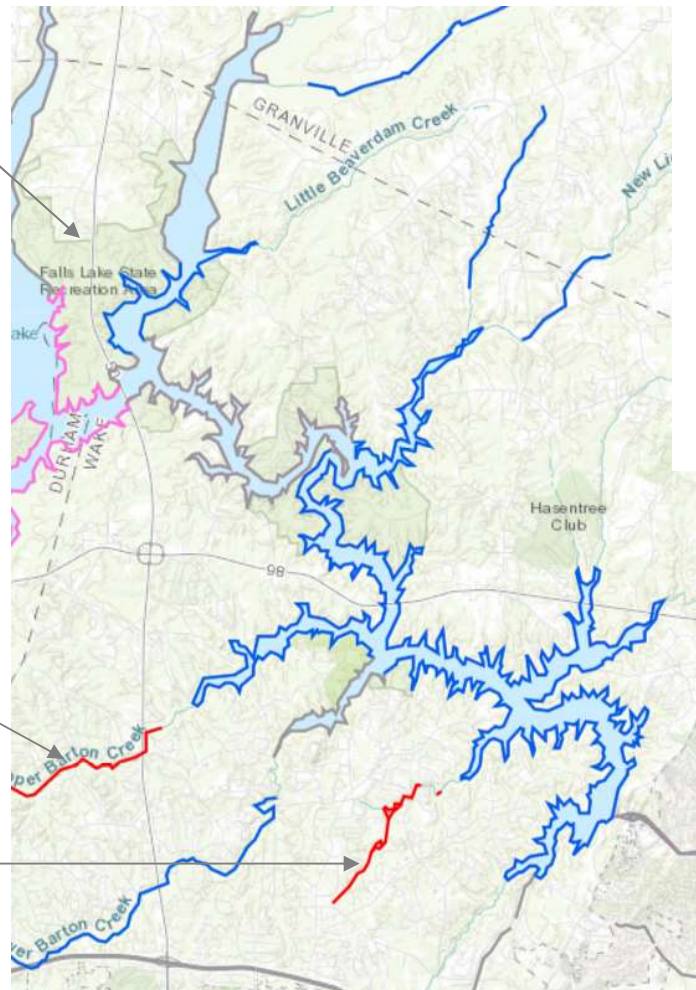 GRANVILLE
Little Beaverdam Creek
New Li
Falls Lake State
Recreation Area
ake
DURHAM
WAKE
Hasentree
Club
98
per Barton Creek
er Barton Creek